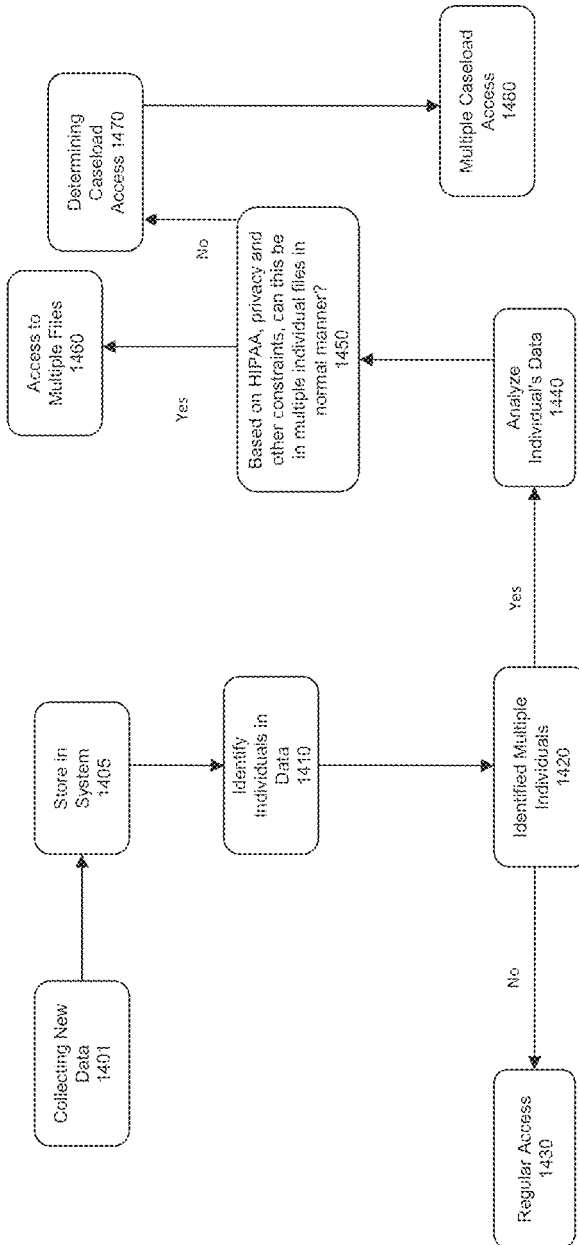 Collecting New
Data
1401
Store in
System
1405
Identify
Individuals in
Data
1410
Identified Multiple
Individuals
1420
No
Regular Access
1430
Yes
Analyze
Individual's Data
1440
Based on HIPAA, privacy and
other constraints, can this be
in multiple individual files in
normal manner?
1450
Yes
Access to
Multiple Files
1460
No
Determining
Caseload
Access 1470
Multiple Caseload
Access
1480